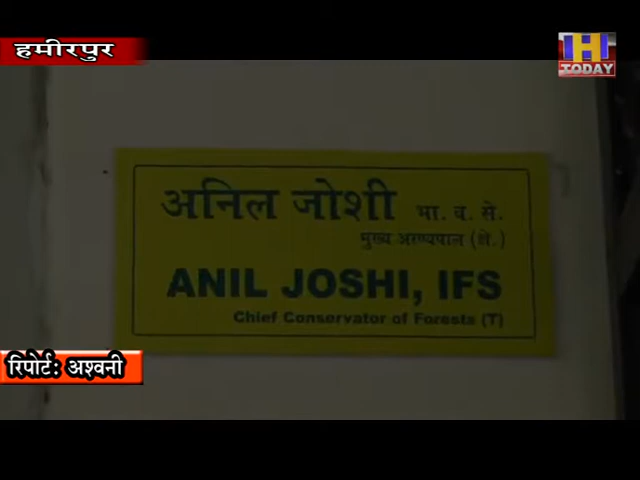 हमीरपुर
H
TODAY
अनिल जोशी भा. व. से.
मुख्य अरण्यपाल (क्षे.)
ANIL JOSHI, IFS
Chief Conservator of Forests (T)
रिपोर्टः अश्वनी